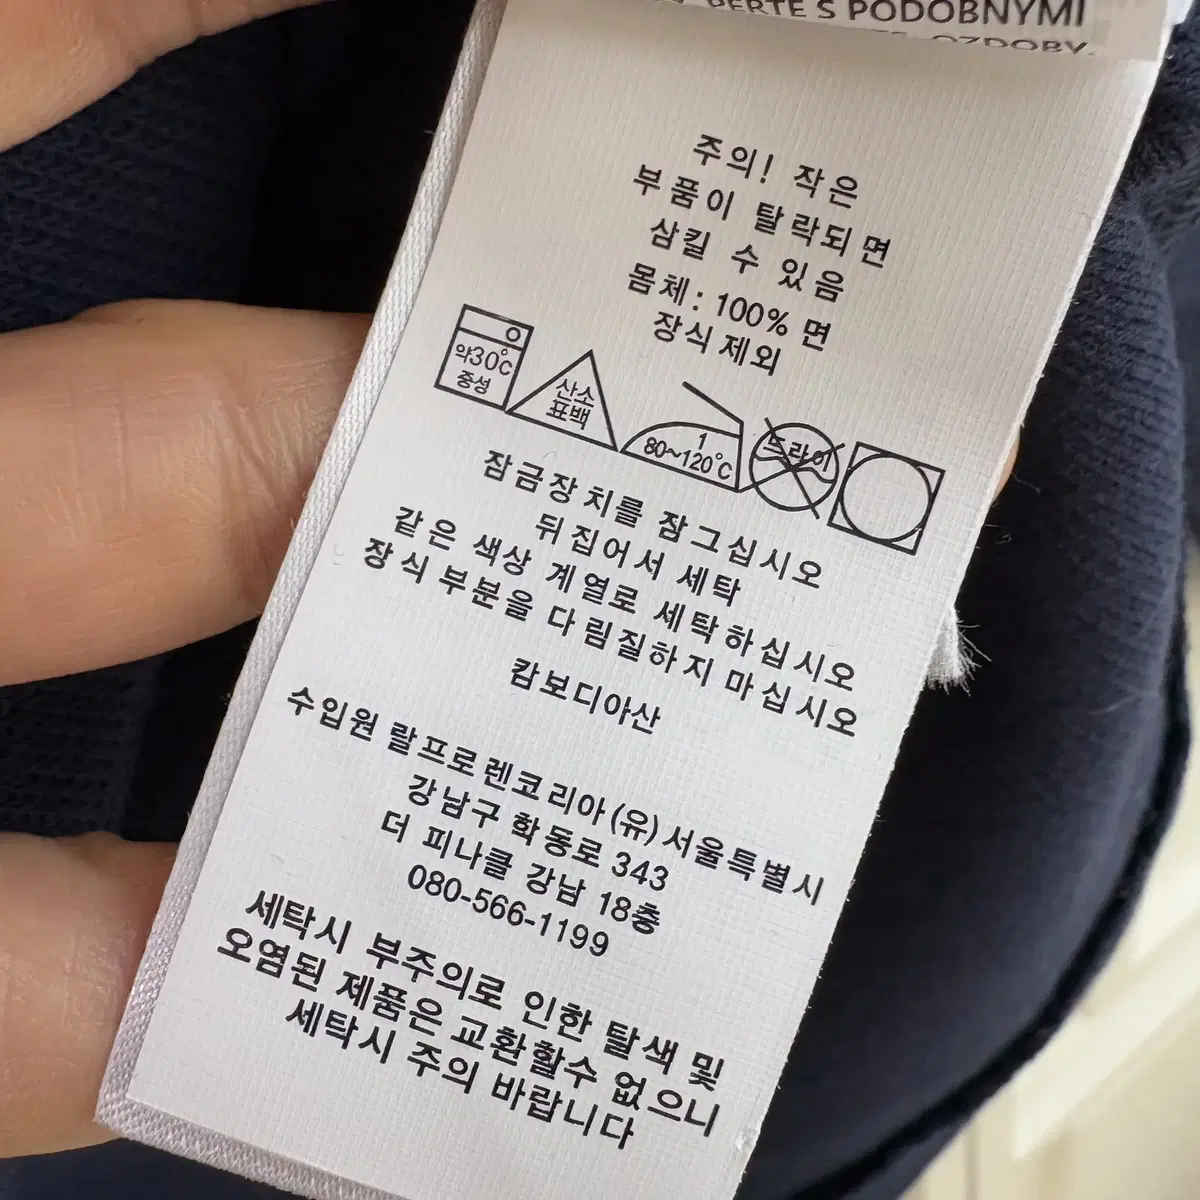 PERTE S PODOBNYMI
OZDOBY.
주의! 작은
부품이 탈락되면
삼킬 수 있음
몸체: 100% 면
장식제외
약30℃
중성
산소
표백
1
80~120℃
드라이
잠금장치를 잠그십시오
뒤집어서 세탁
같은 색상 계열로 세탁하십시오
장식부분을 다림질하지 마십시오
캄보디아산
수입원 랄프로렌코리아(유)서울특별시
강남구 학동로 343
더 피나클 강남 18층
080-566-1199
세탁시 부주의로 인한 탈색 및
오염된 제품은 교환할수 없으니
세탁시 주의 바랍니다